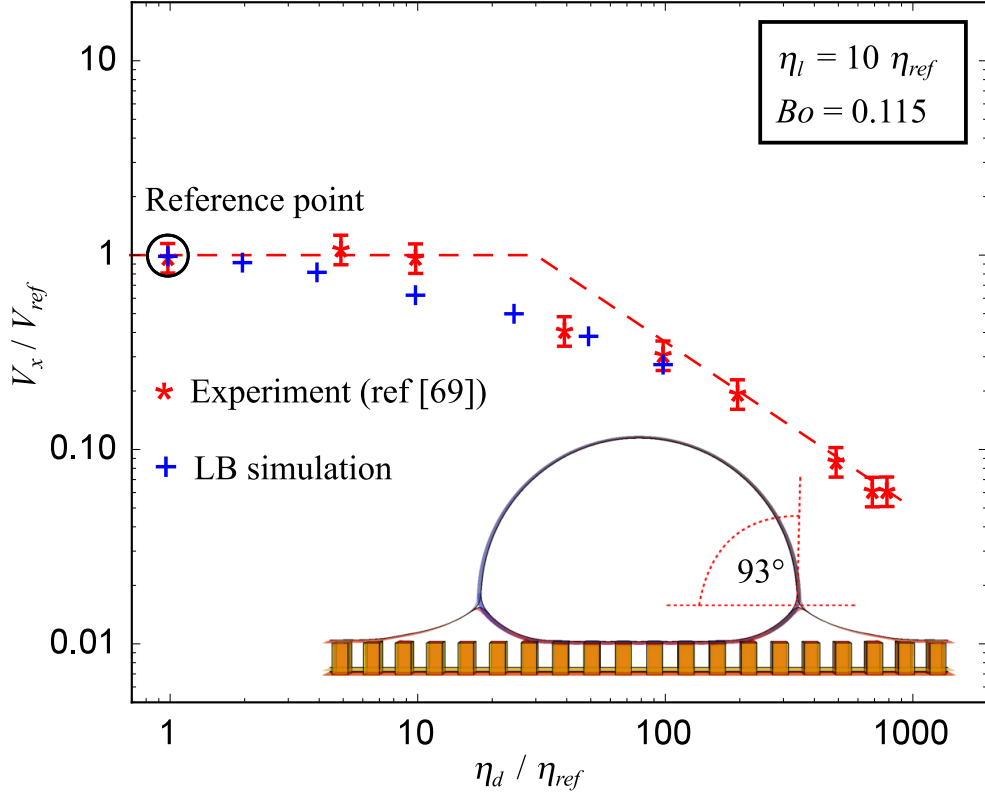 10
1
0.10
0.01
V_x / V_ref
η_l = 10 η_ref
Bo = 0.115
Reference point
Experiment (ref [69])
LB simulation
93°
1 10 100 1000
η_d / η_ref